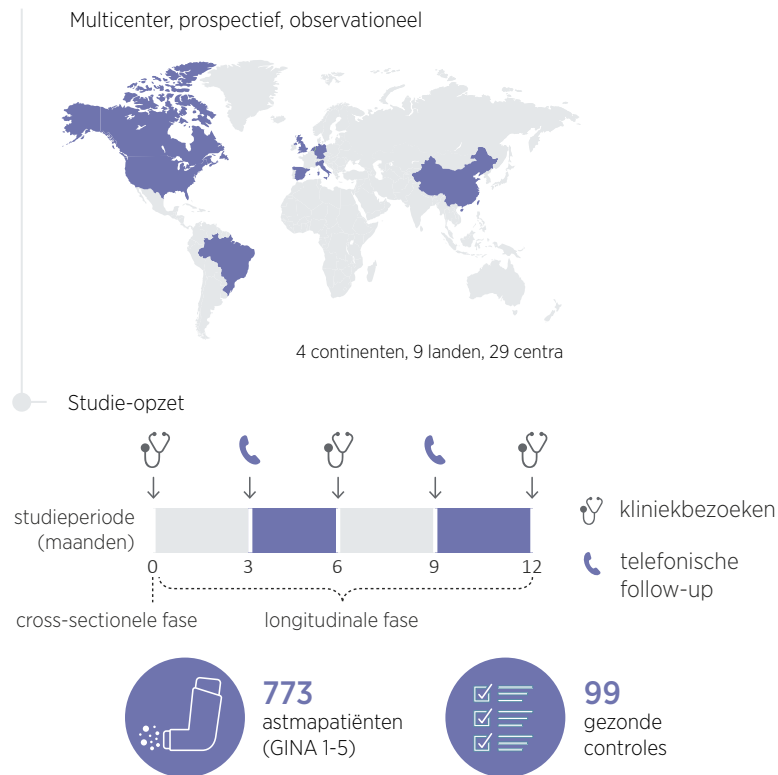 Multicenter, prospectief, observationeel
4 continenten, 9 landen, 29 centra
Studie-opzet
studieperiode
(maanden)
0 3 6 9 12
cross-sectionele fase
longitudinale fase
kliniekbezoeken
telefonische
follow-up
773
astmapatiënten
(GINA 1-5)
99
gezonde
controles